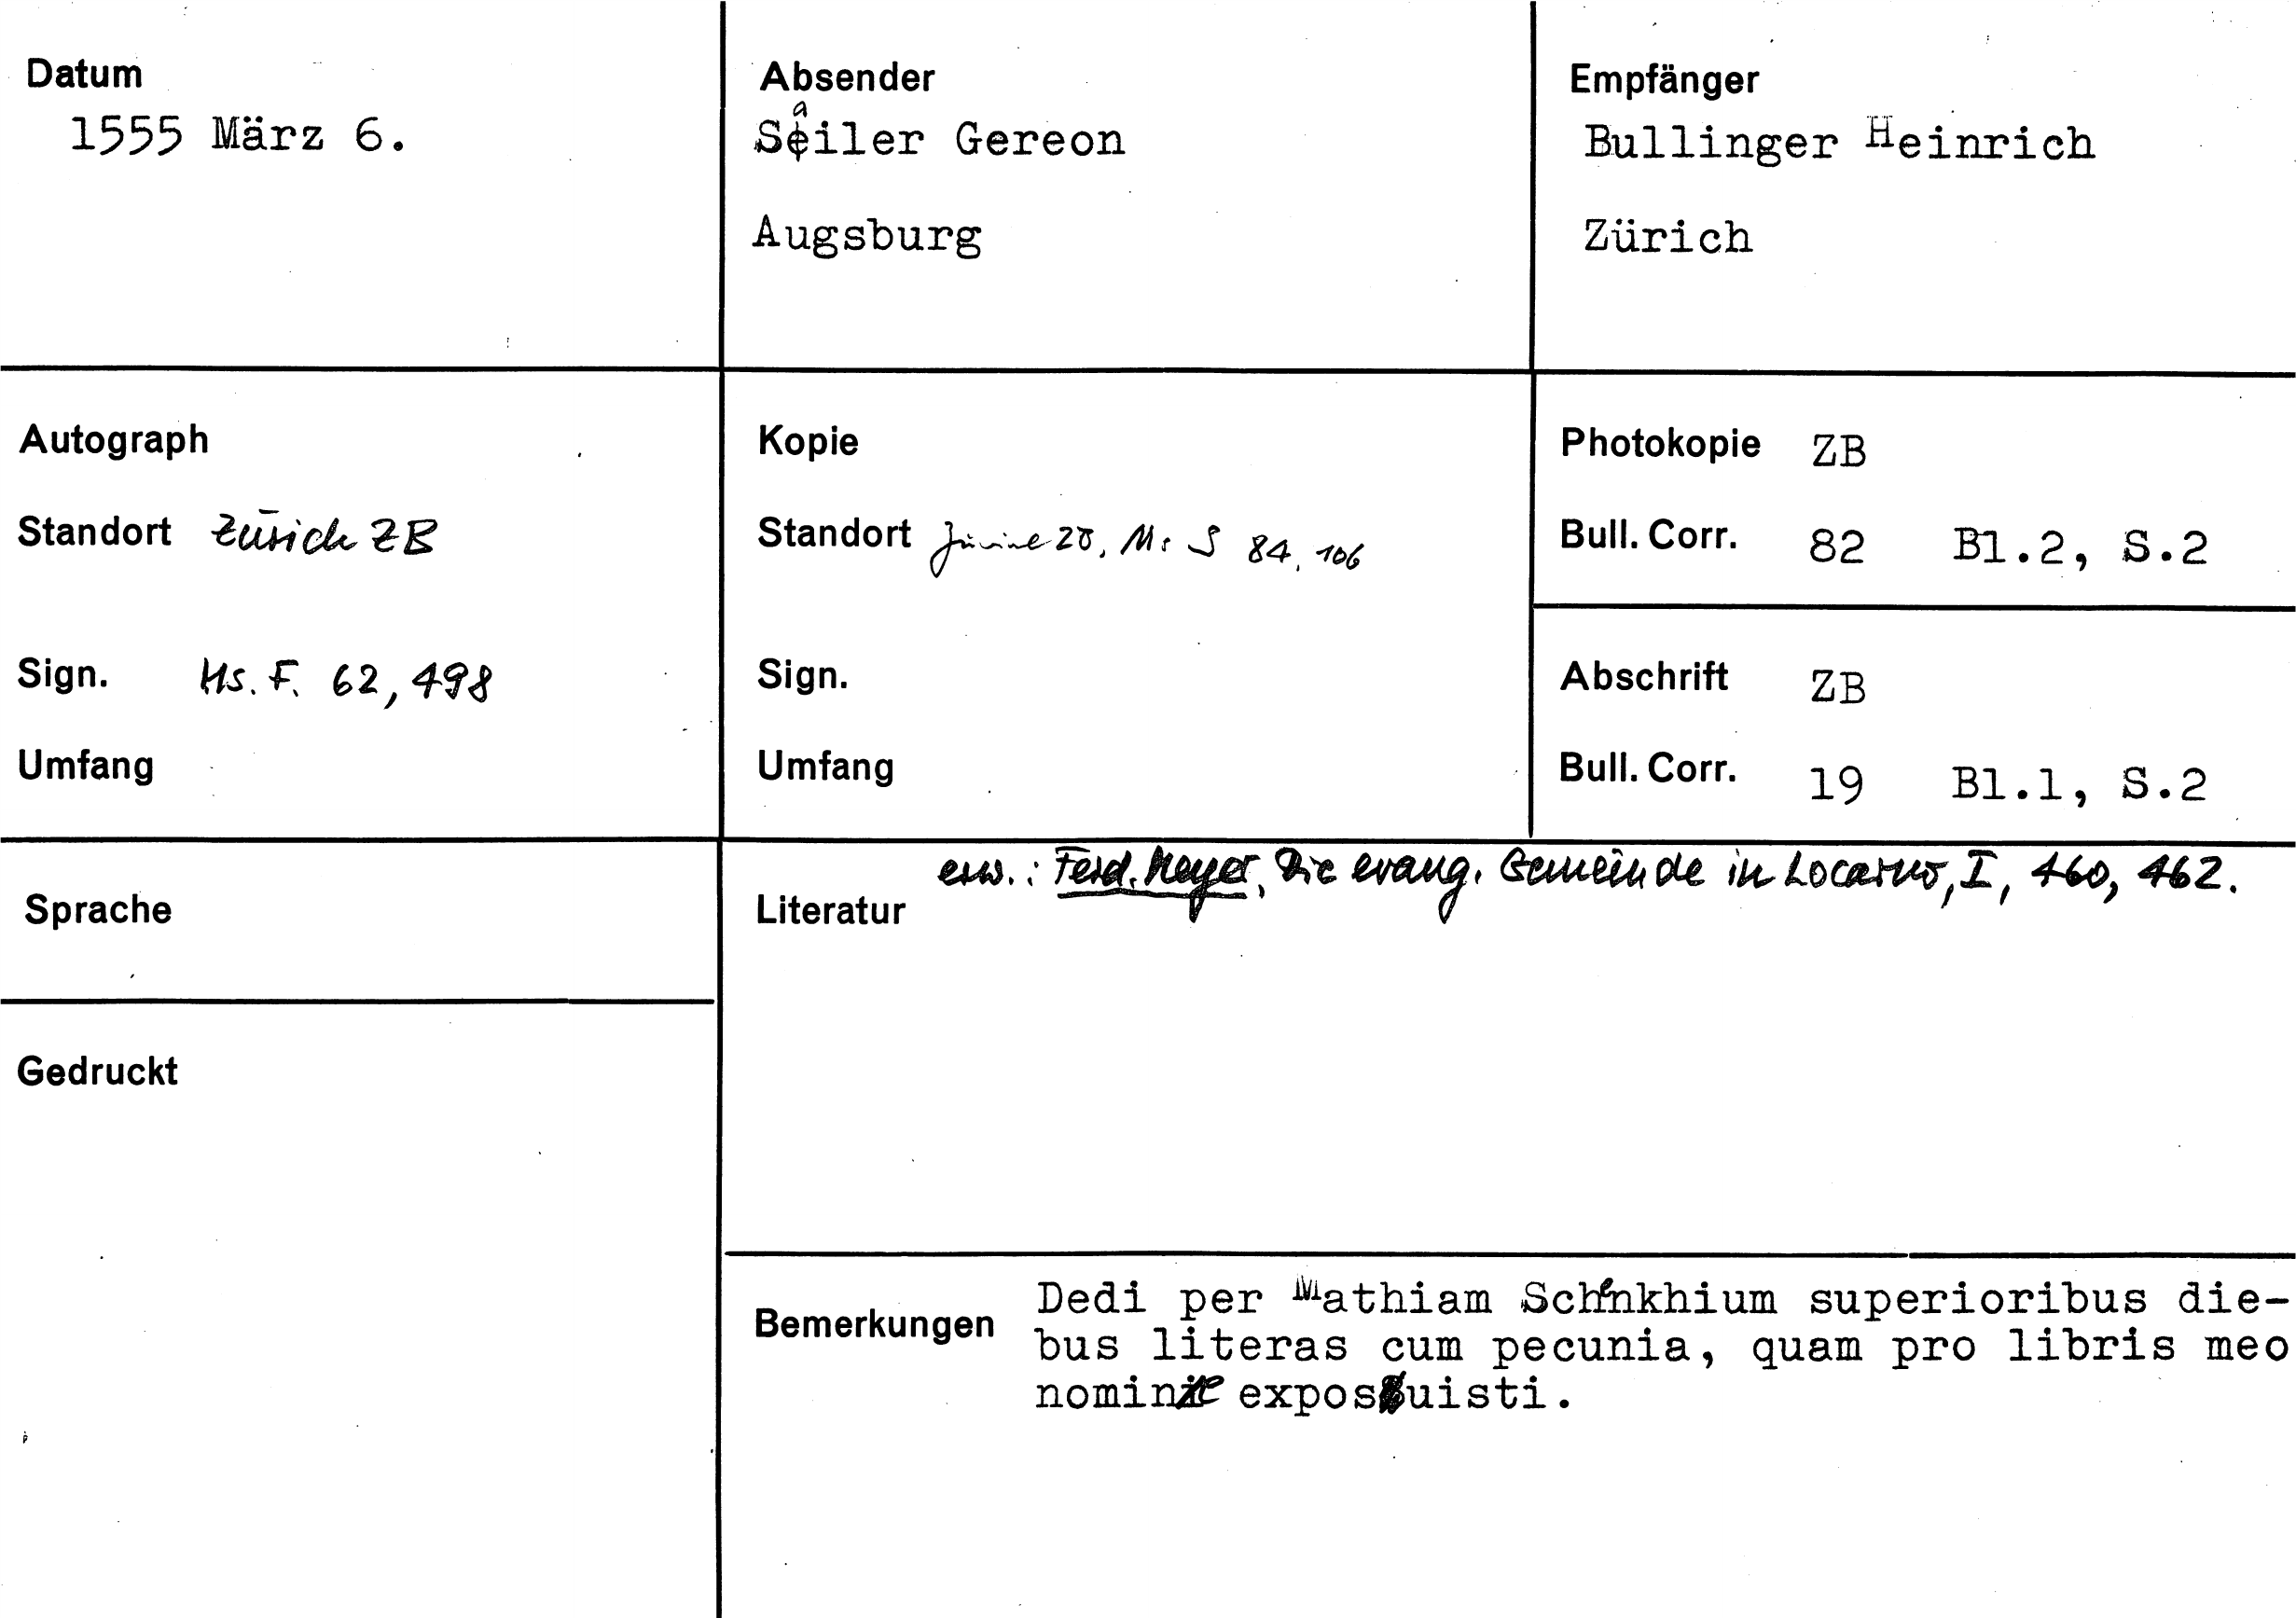 Datum
1555 März 6.
Absender
Sailer Gereon
Augsburg
Empfänger
Bullinger Heinrich
Zürich
Autograph
Standort Zürich ZB
Sign. Hs. F. 62, 498
Umfang
Kopie
Standort Ms S 84, 106
Sign.
Umfang
Photokopie ZB
Bull. Corr. 82 Bl.2, S.2
Abschrift ZB
Bull. Corr. 19 Bl.1, S.2
Sprache
Gedruckt
erw.: Ferd. Meyer, Die evang. Gemeinde in Locarno, I, 460, 462.
Literatur
Bemerkungen
Dedi per Mathiam Schenkhium superioribus die-
bus literas cum pecunia, quam pro libris meo
nomine exposuisti.